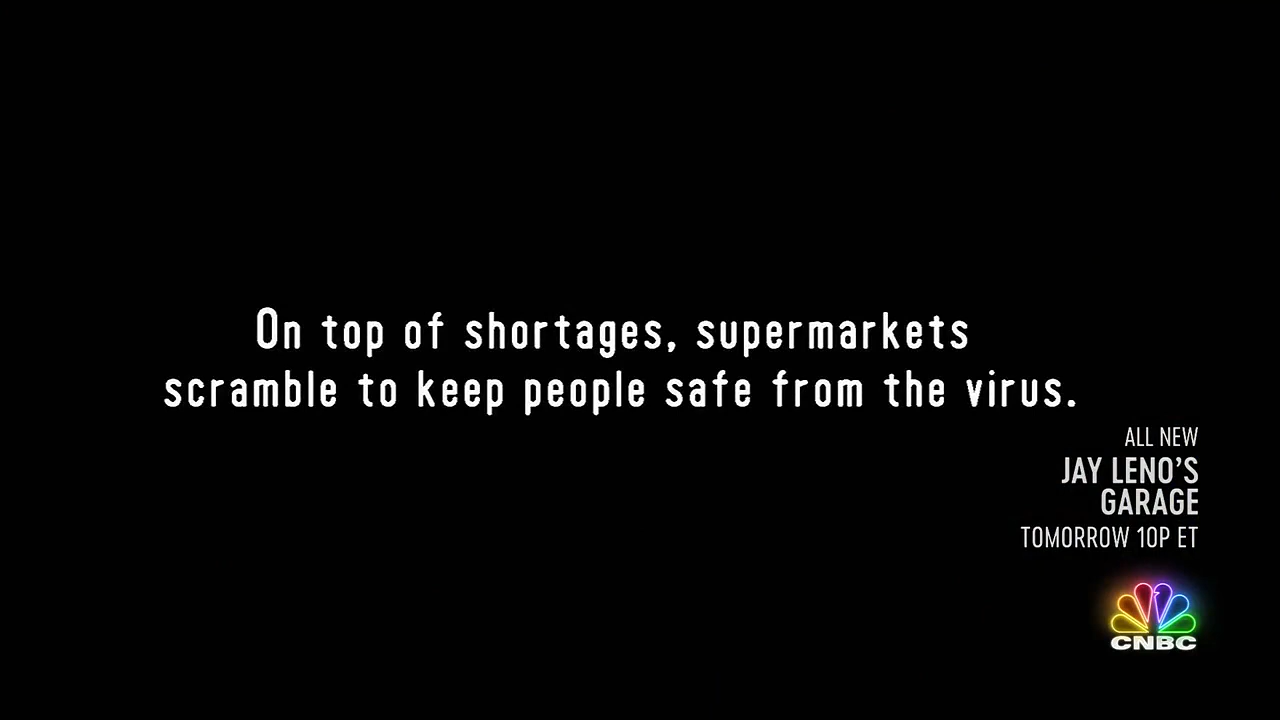 On top of shortages, supermarkets
scramble to keep people safe from the virus.
ALL NEW
JAY LENO'S
GARAGE
TOMORROW 10P ET
CNBC